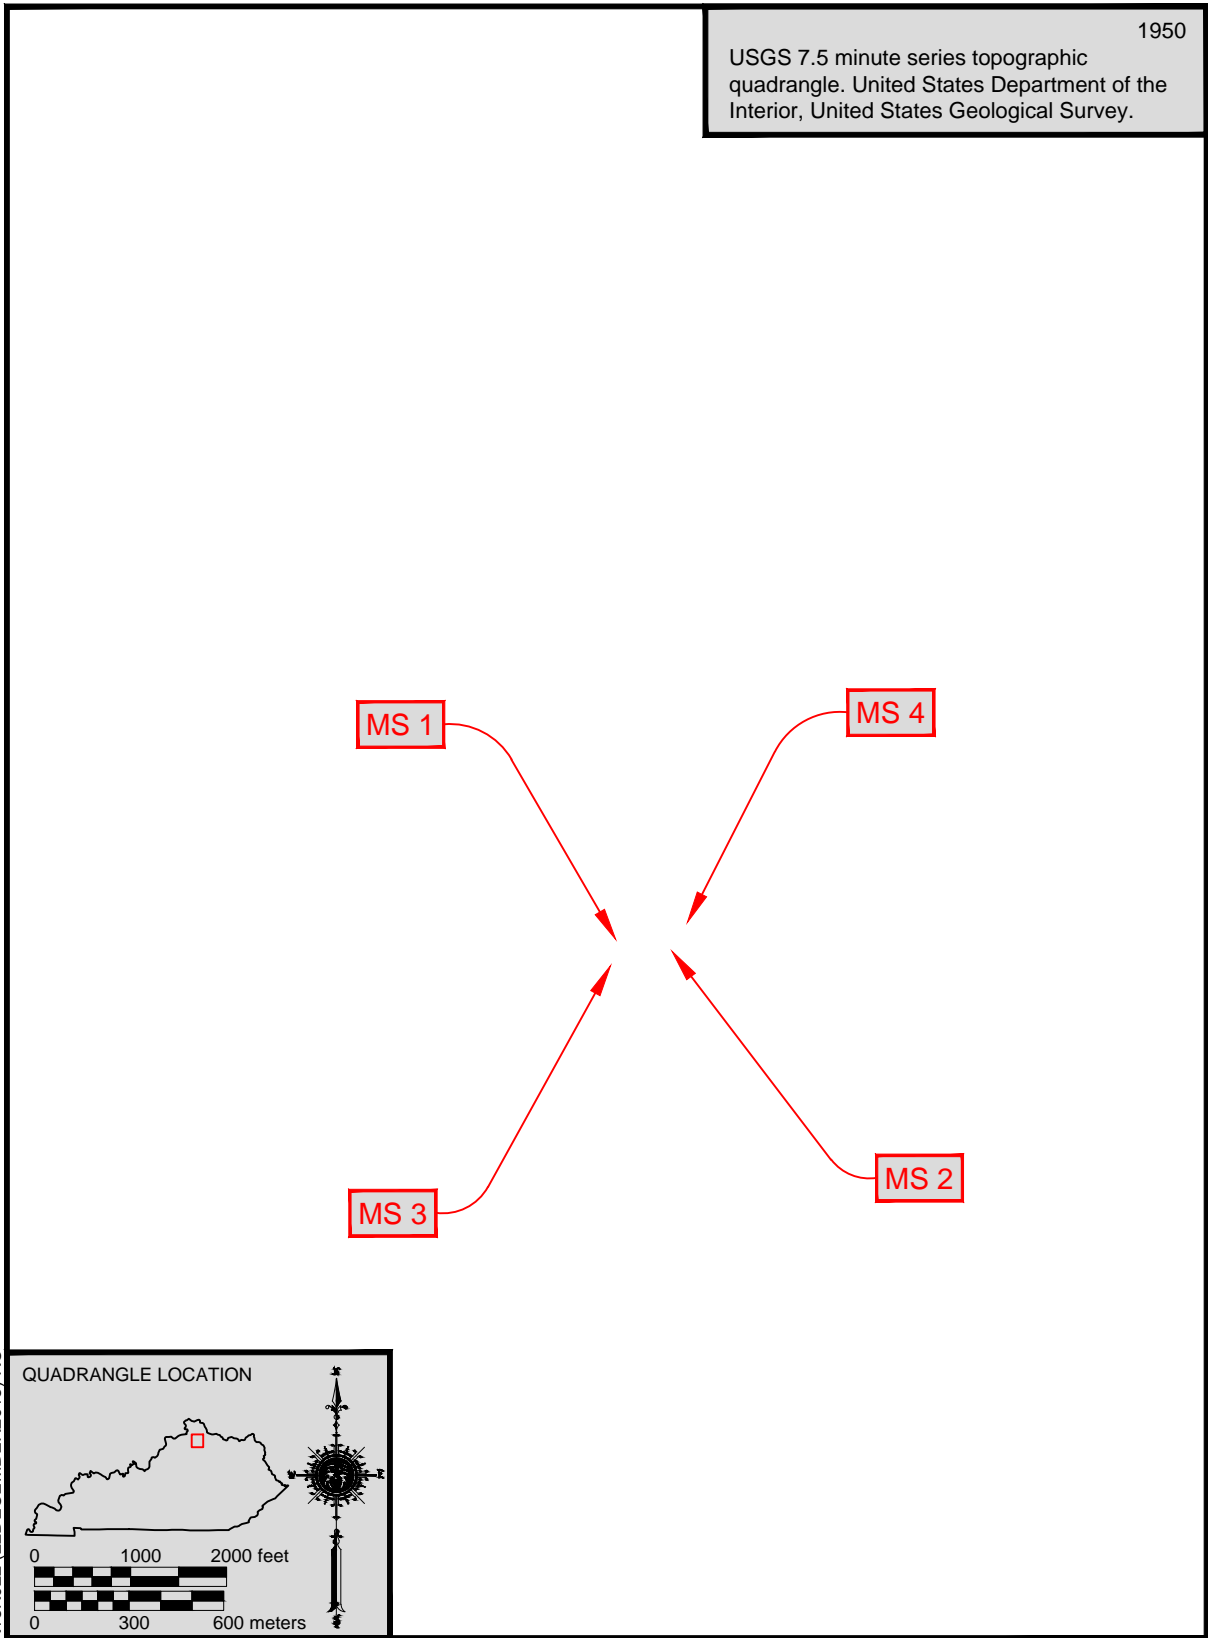 1950
USGS 7.5 minute series topographic
quadrangle. United States Department of the
Interior, United States Geological Survey.
MS 1
MS 4
MS 3
MS 2
QUADRANGLE LOCATION
0 1000 2000 feet
0 300 600 meters